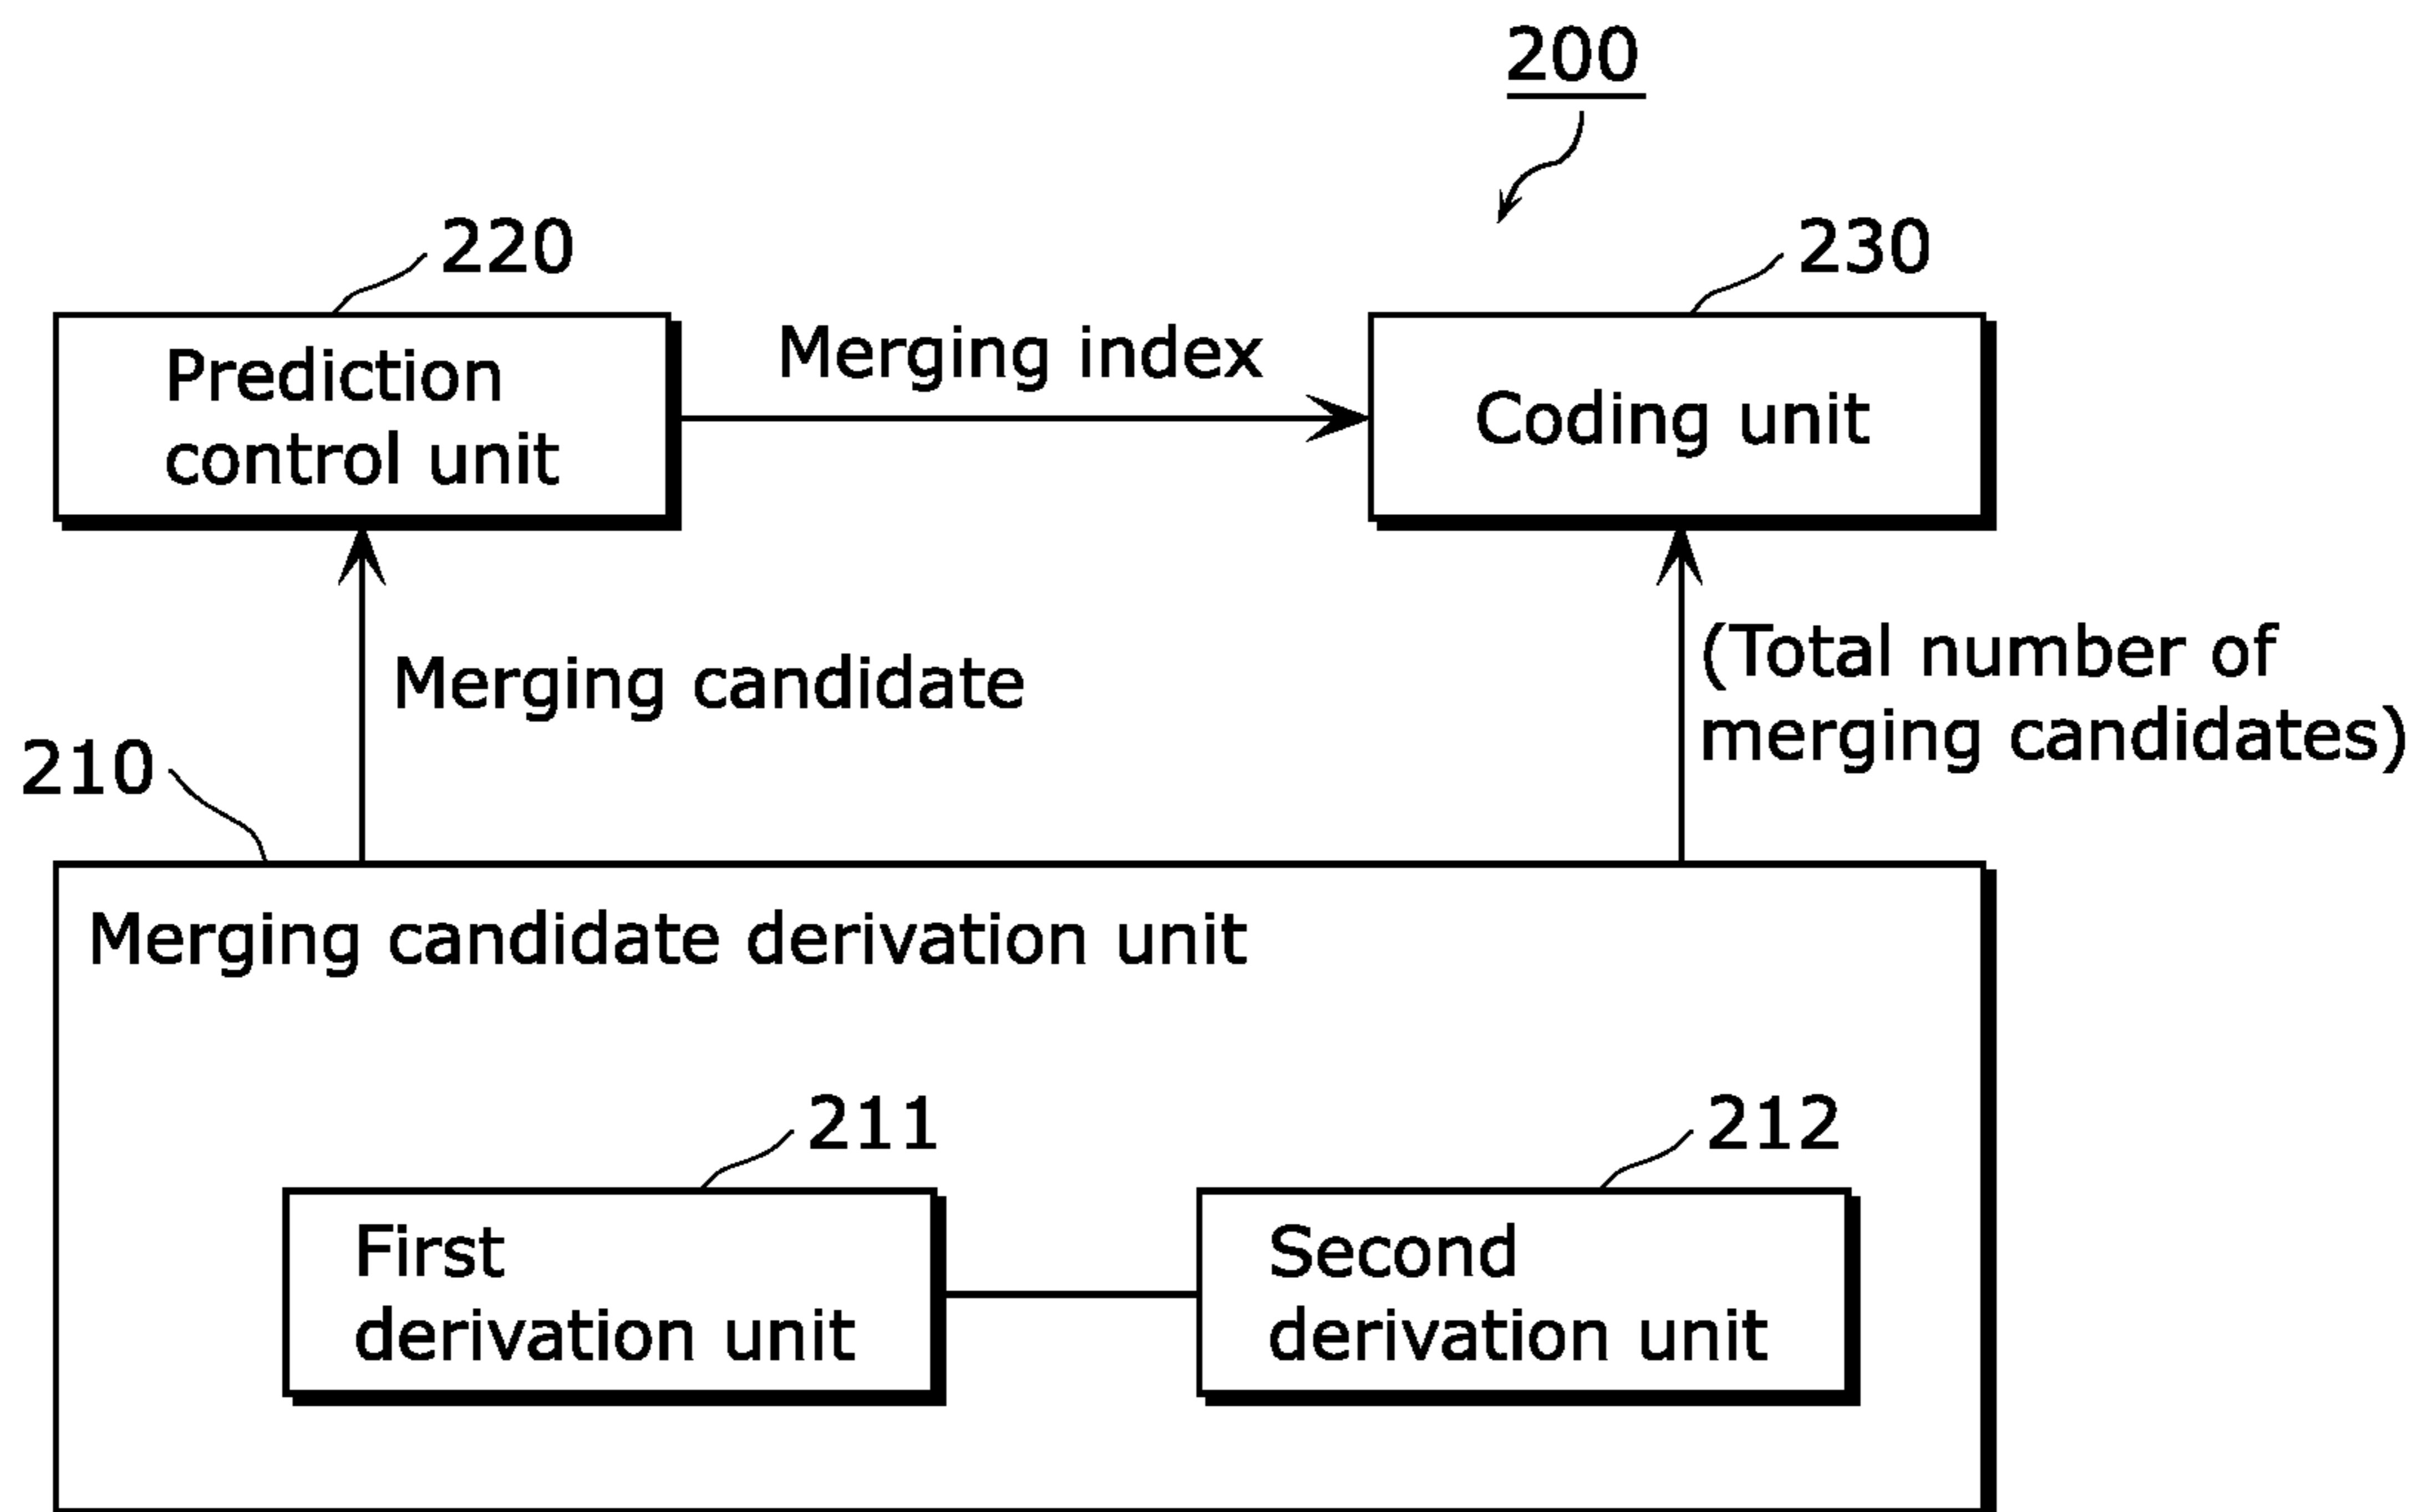 200
220
230
Prediction
control unit
Merging index
Coding unit
Merging candidate
(Total number of
merging candidates)
210
Merging candidate derivation unit
211
212
First
derivation unit
Second
derivation unit